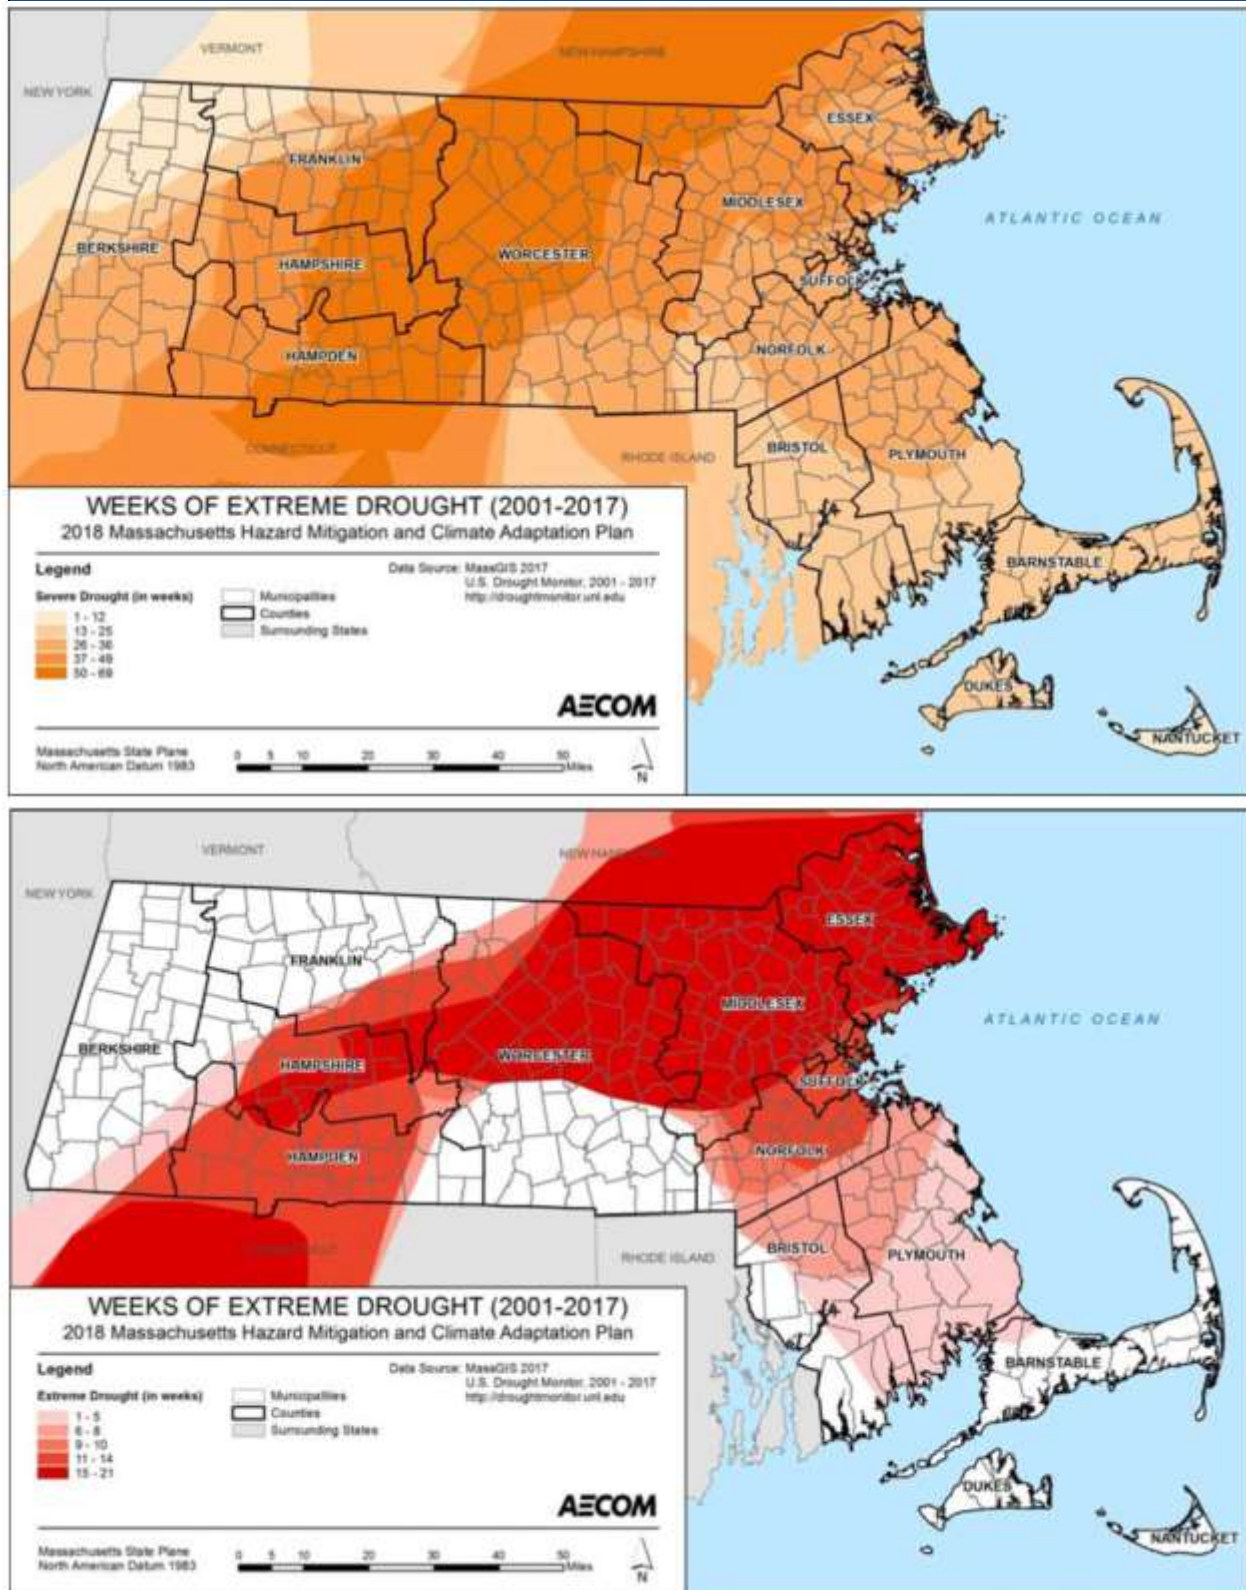 VERMONT
NEW HAMPSHIRE
NEW YORK
ESSEX
FRANKLIN
MIDDLESEX
ATLANTIC OCEAN
BERKSHIRE
WORCESTER
HAMPSHIRE
SUFFOLK
NORFOLK
HAMPDEN
CONNECTICUT
RHODE ISLAND
BRISTOL
PLYMOUTH
BARNSTABLE
DUKES
NANTUCKET
WEEKS OF EXTREME DROUGHT (2001-2017)
2018 Massachusetts Hazard Mitigation and Climate Adaptation Plan
Legend
Severe Drought (in weeks)
1 - 12
13 - 25
26 - 36
37 - 49
50 - 69
Municipalities
Counties
Surrounding States
Data Source: MassGIS 2017
U.S. Drought Monitor, 2001 - 2017
http://droughtmonitor.unl.edu
AECOM
Massachusetts State Plane
North American Datum 1983
0 5 10 20 30 40 50 Miles
N
VERMONT
NEW HAMPSHIRE
NEW YORK
ESSEX
FRANKLIN
MIDDLESEX
ATLANTIC OCEAN
BERKSHIRE
WORCESTER
HAMPSHIRE
SUFFOLK
NORFOLK
HAMPDEN
CONNECTICUT
RHODE ISLAND
BRISTOL
PLYMOUTH
BARNSTABLE
DUKES
NANTUCKET
WEEKS OF EXTREME DROUGHT (2001-2017)
2018 Massachusetts Hazard Mitigation and Climate Adaptation Plan
Legend
Extreme Drought (in weeks)
1 - 5
6 - 8
9 - 10
11 - 14
15 - 21
Municipalities
Counties
Surrounding States
Data Source: MassGIS 2017
U.S. Drought Monitor, 2001 - 2017
http://droughtmonitor.unl.edu
AECOM
Massachusetts State Plane
North American Datum 1983
0 5 10 20 30 40 50 Miles
N